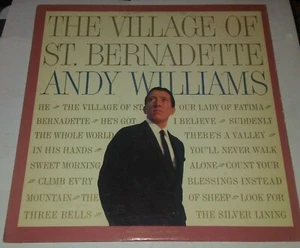 THE VILLAGE OF
ST. BERNADETTE
ANDY WILLIAMS
HE THE VILLAGE OF ST. OUR LADY OF FATIMA
BERNADETTE HE'S GOT I BELIEVE SUDDENLY
THE WHOLE WORLD THERE'S A VALLEY
IN HIS HANDS YOU'LL NEVER WALK
SWEET MORNING ALONE COUNT YOUR
CLIMB EV'RY BLESSINGS INSTEAD
MOUNTAIN THE OF SHEEP LOOK FOR
THREE BELLS THE SILVER LINING